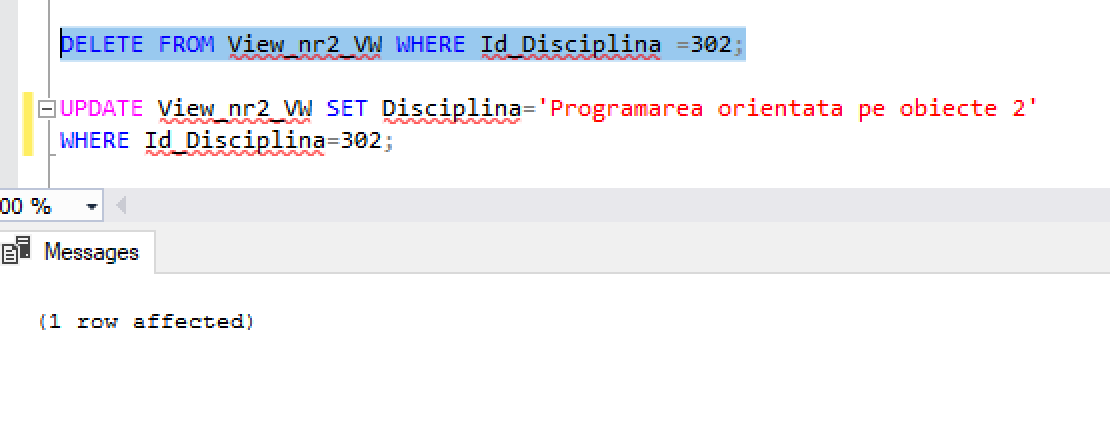 DELETE FROM View_nr2_VW WHERE Id_Disciplina =302;
UPDATE View_nr2_VW SET Disciplina='Programarea orientata pe obiecte 2'
WHERE Id_Disciplina=302;
00 %
Messages
(1 row affected)